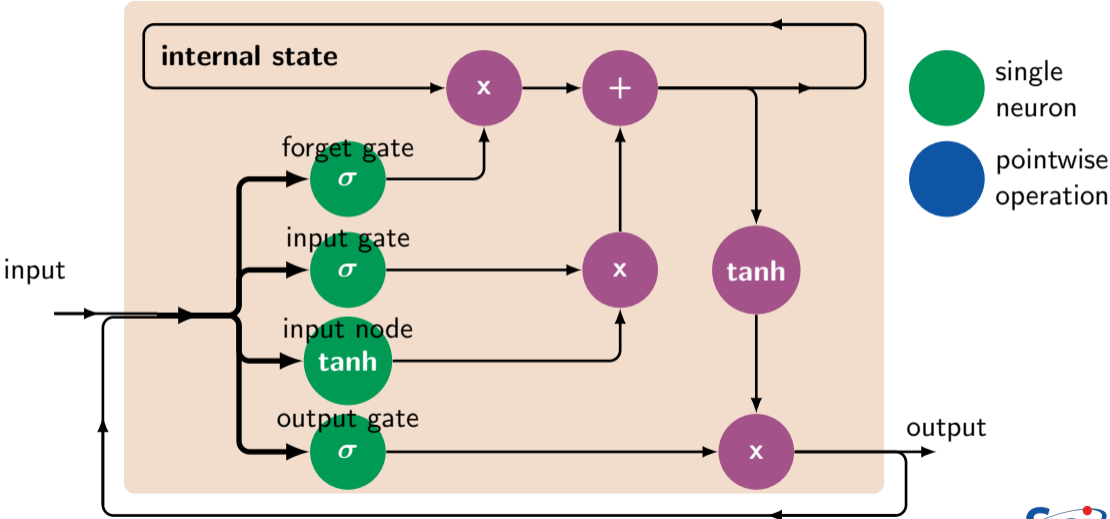 internal state
x
+
single
neuron
forget gate
σ
pointwise
operation
input gate
σ
x
tanh
input
input node
tanh
output gate
σ
x
output